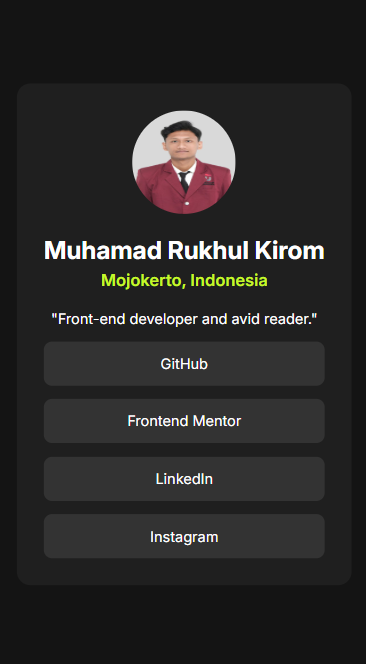 Muhamad Rukhul Kirom
Mojokerto, Indonesia
"Front-end developer and avid reader."
GitHub
Frontend Mentor
LinkedIn
Instagram